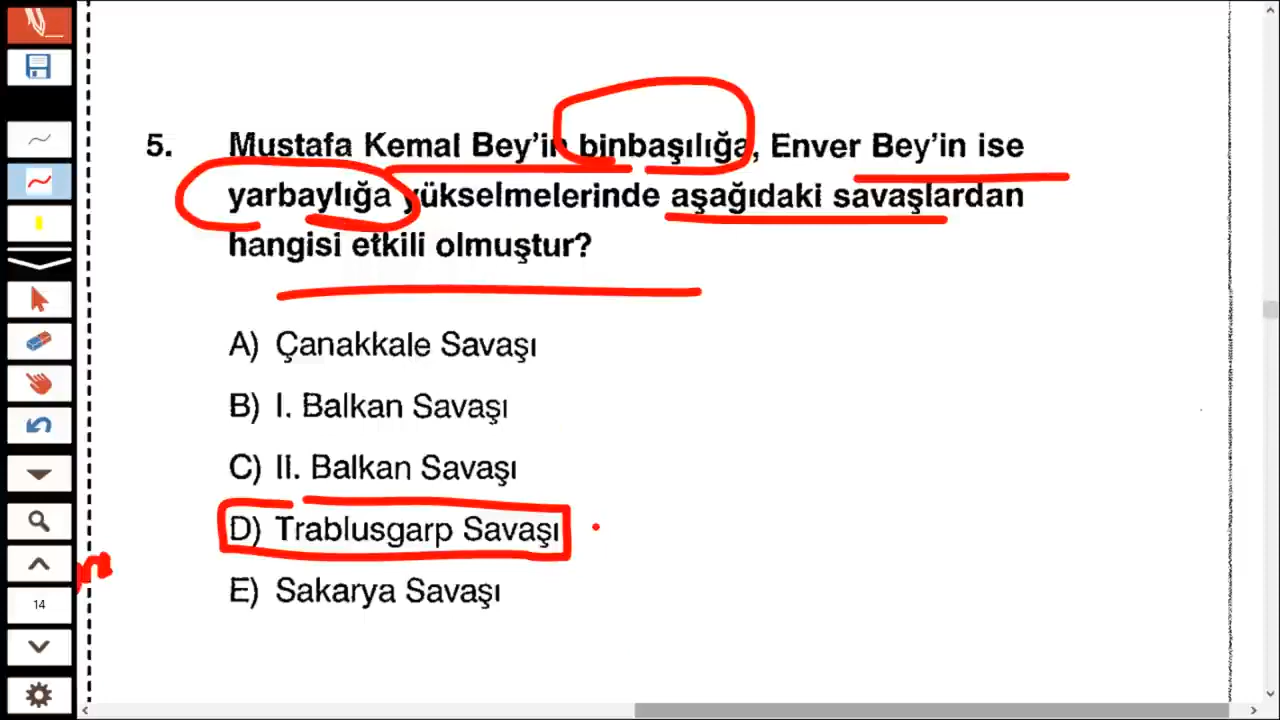 5. Mustafa Kemal Bey'in binbaşılığa, Enver Bey'in ise
yarbaylığa yükselmelerinde aşağıdaki savaşlardan
hangisi etkili olmuştur?
A) Çanakkale Savaşı
B) I. Balkan Savaşı
C) II. Balkan Savaşı
D) Trablusgarp Savaşı
E) Sakarya Savaşı
14